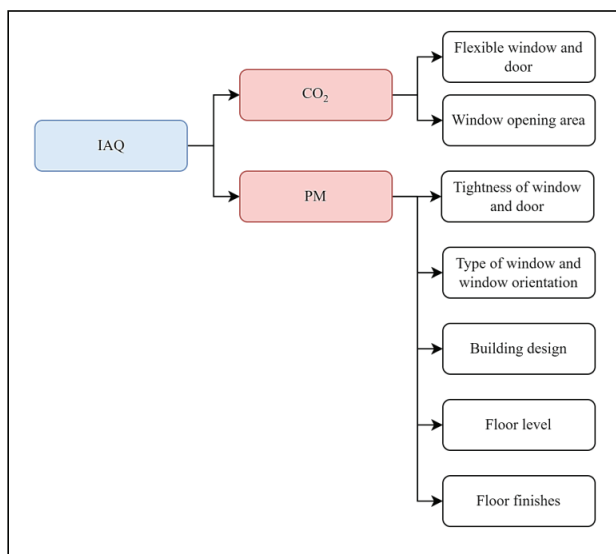 IAQ
CO₂
PM
Flexible window and
door
Window opening area
Tightness of window
and door
Type of window and
window orientation
Building design
Floor level
Floor finishes